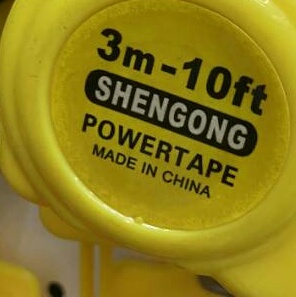 3m-10ft
SHENGONG
POWERTAPE
MADE IN CHINA